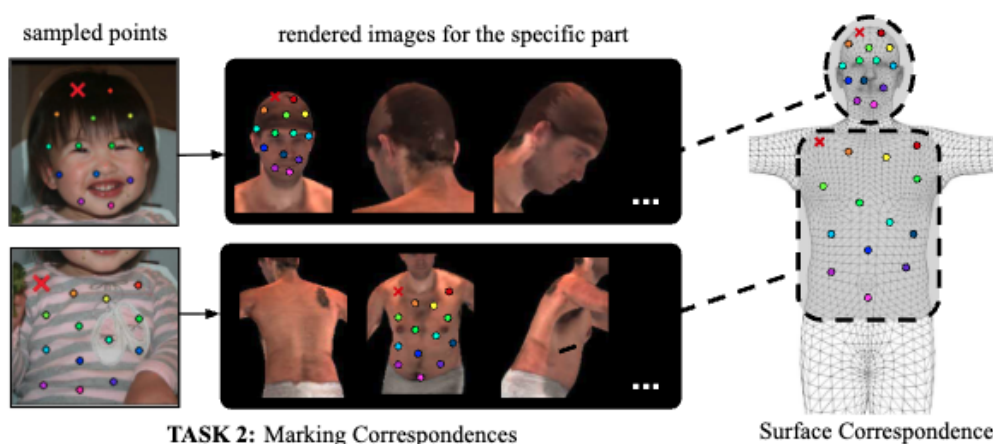 sampled points
rendered images for the specific part
...
...
TASK 2: Marking Correspondences
Surface Correspondence